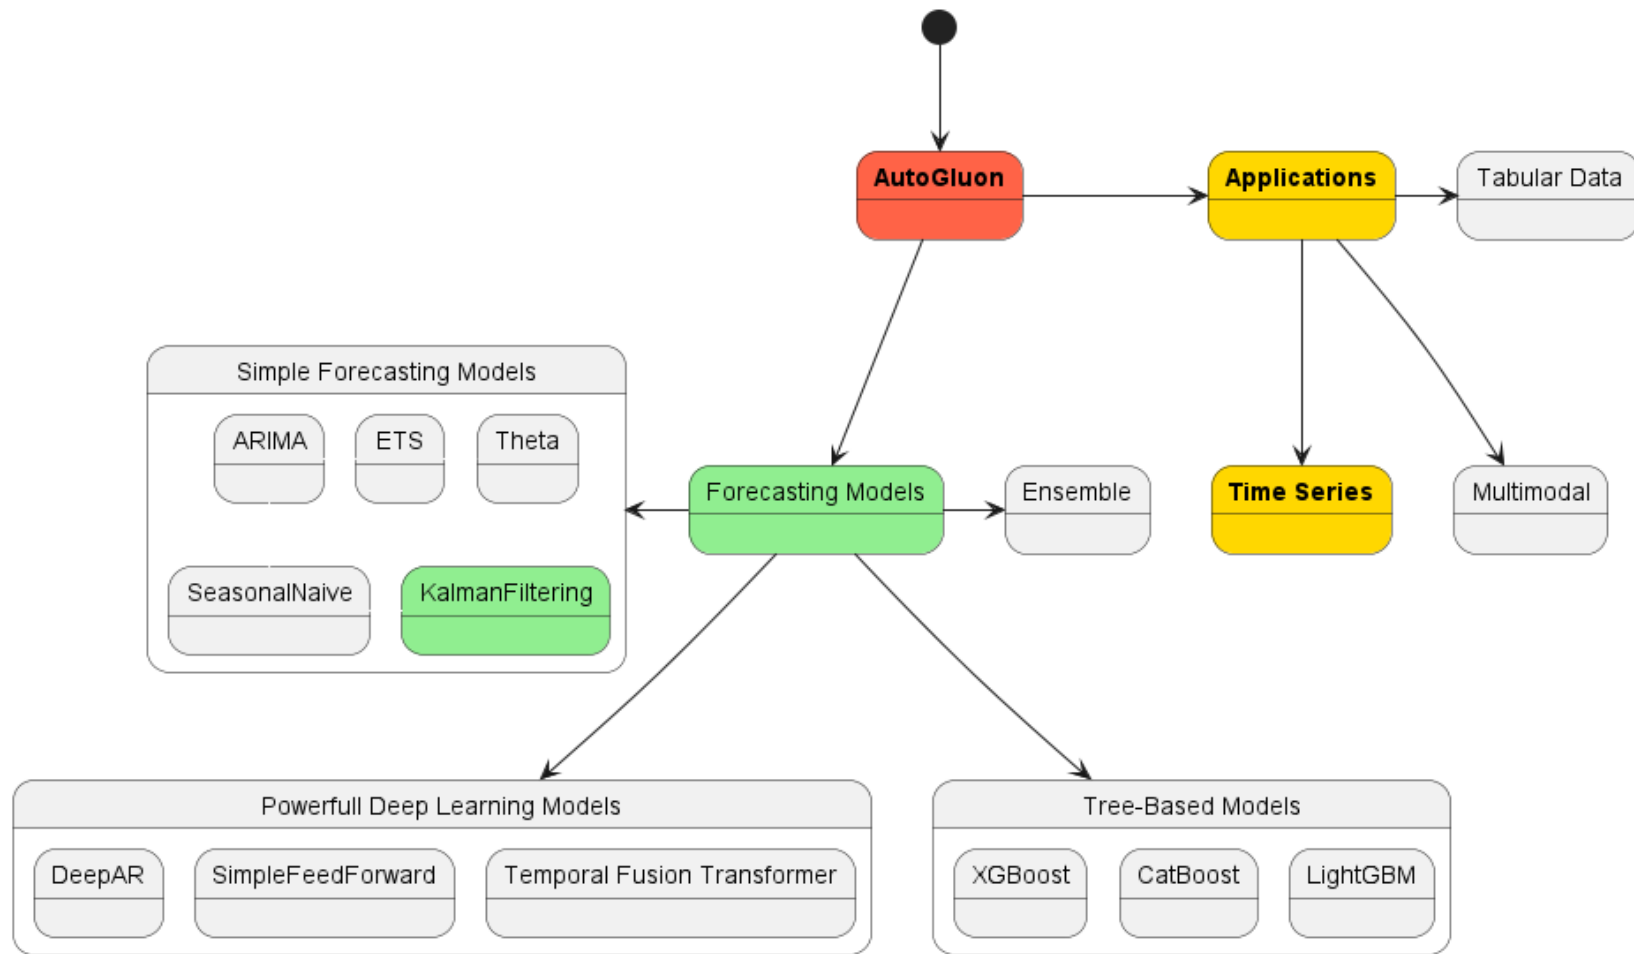 AutoGluon
Applications
Tabular Data
Simple Forecasting Models
ARIMA
ETS
Theta
Forecasting Models
Ensemble
Time Series
Multimodal
SeasonalNaive
KalmanFiltering
Powerfull Deep Learning Models
Tree-Based Models
DeepAR
SimpleFeedForward
Temporal Fusion Transformer
XGBoost
CatBoost
LightGBM